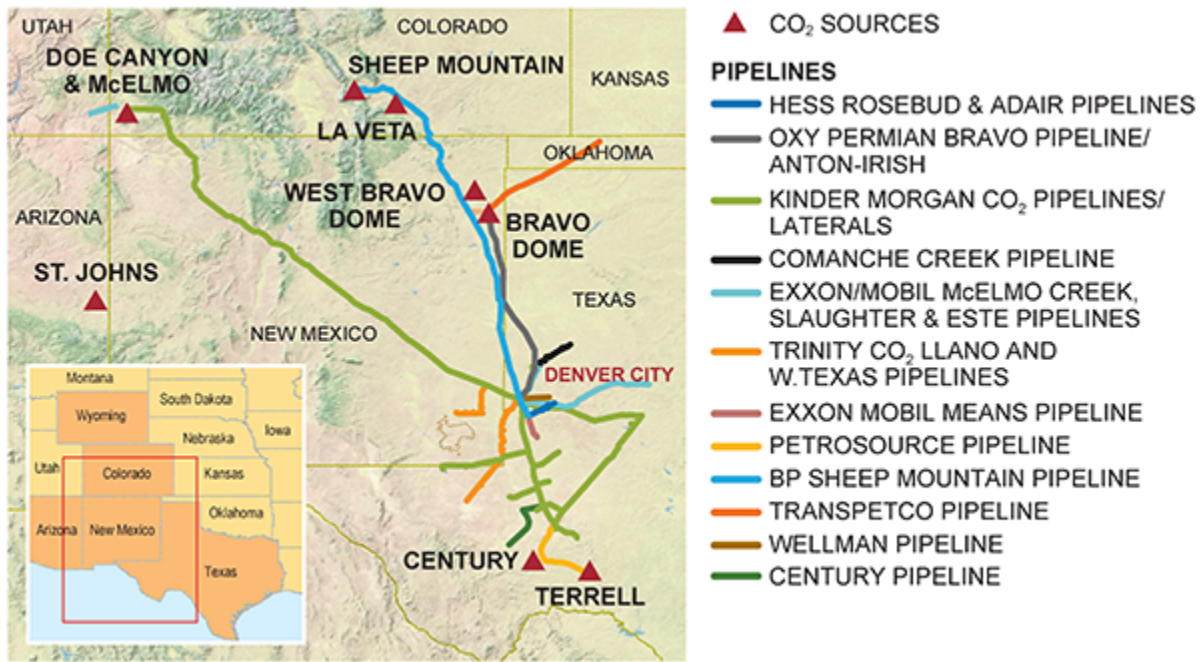 UTAH
COLORADO
DOE CANYON
& McELMO
SHEEP MOUNTAIN
KANSAS
LA VETA
OKLAHOMA
WEST BRAVO
DOME
ARIZONA
BRAVO
DOME
ST. JOHNS
TEXAS
NEW MEXICO
DENVER CITY
CENTURY
TERRELL
Montana
Wyoming
South Dakota
Iowa
Nebraska
Utah
Colorado
Kansas
Oklahoma
Arizona
New Mexico
Texas
CO₂ SOURCES
PIPELINES
HESS ROSEBUD & ADAIR PIPELINES
OXY PERMIAN BRAVO PIPELINE/
ANTON-IRISH
KINDER MORGAN CO₂ PIPELINES/
LATERALS
COMANCHE CREEK PIPELINE
EXXON/MOBIL McELMO CREEK,
SLAUGHTER & ESTE PIPELINES
TRINITY CO₂ LLANO AND
W.TEXAS PIPELINES
EXXON MOBIL MEANS PIPELINE
PETROSOURCE PIPELINE
BP SHEEP MOUNTAIN PIPELINE
TRANSPETCO PIPELINE
WELLMAN PIPELINE
CENTURY PIPELINE